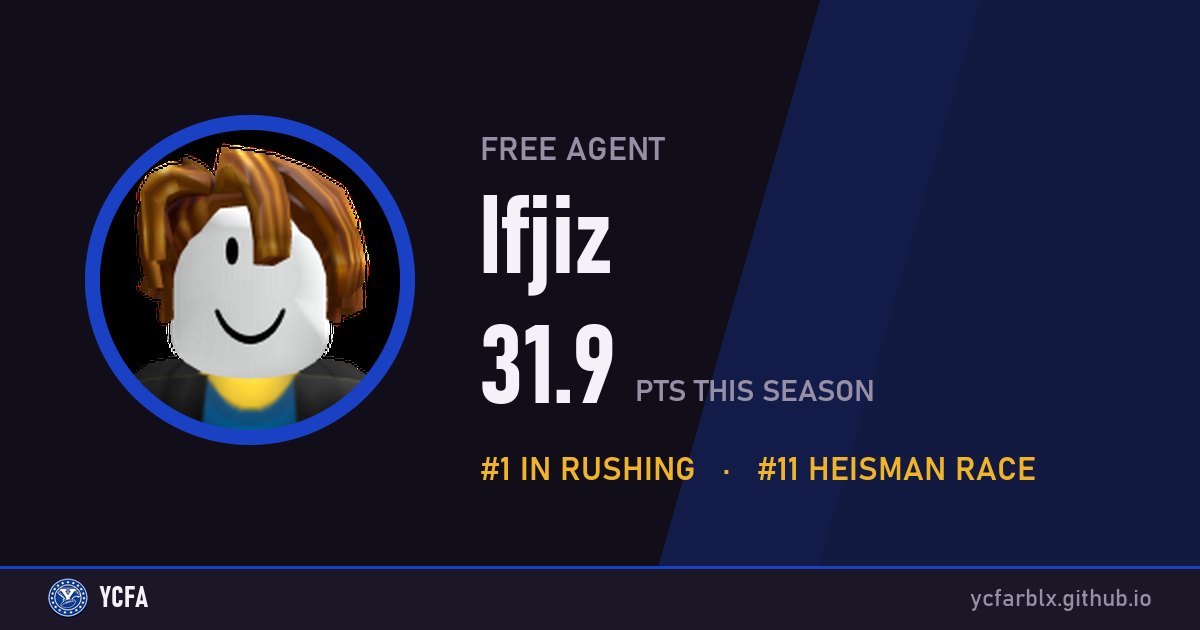 FREE AGENT
lfjiz
31.9 PTS THIS SEASON
#1 IN RUSHING · #11 HEISMAN RACE
YCFA
ycfarblx.github.io